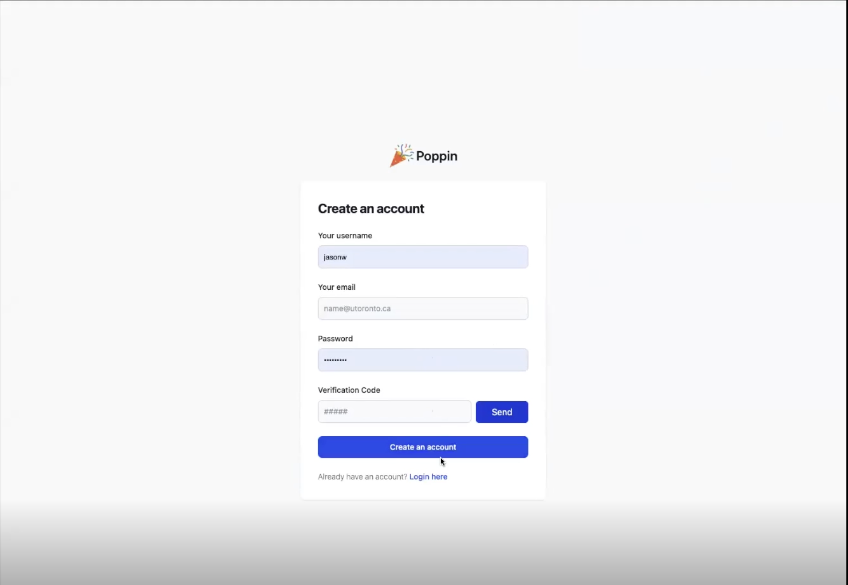 Poppin
Create an account
Your username
jasonw
Your email
name@utoronto.ca
Password
•••••••••
Verification Code
#####
Send
Create an account
Already have an account? Login here